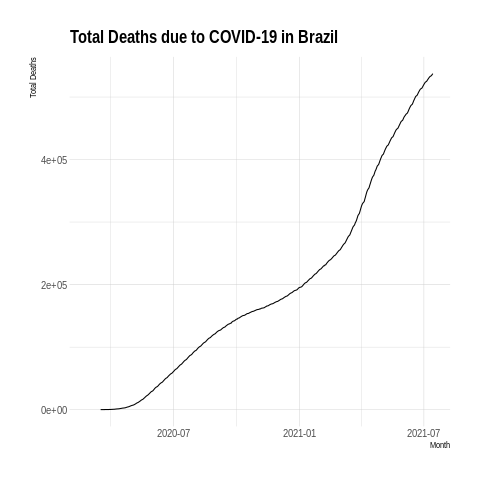 Total Deaths due to COVID-19 in Brazil
Total Deaths
4e+05
2e+05
0e+00
2020-07 2021-01 2021-07
Month